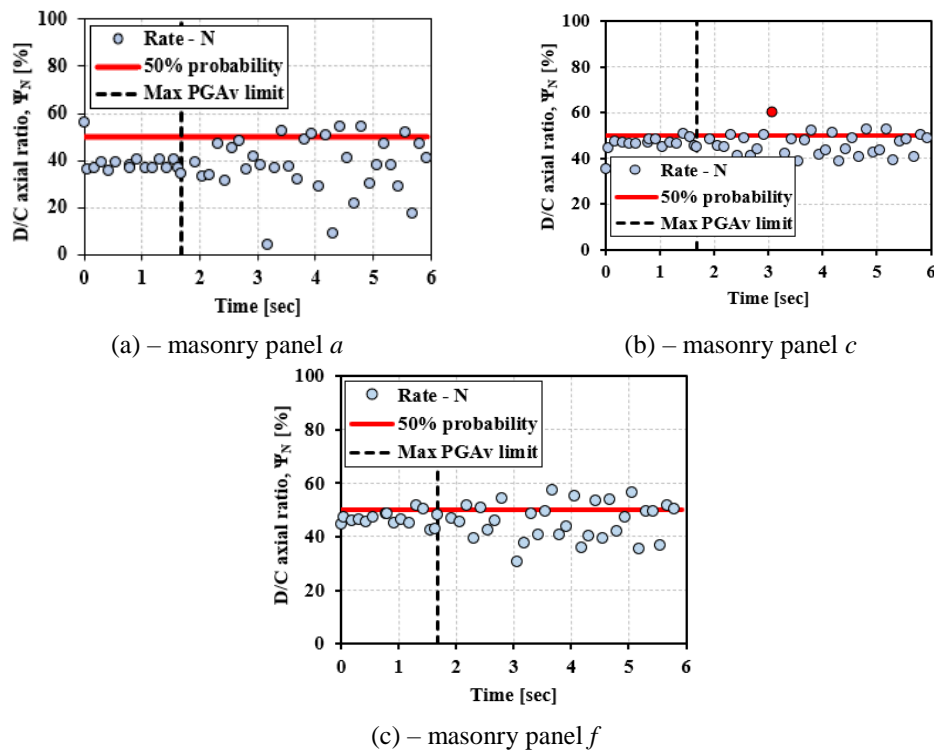 100
80
60
40
20
0
D/C axial ratio, Ψ_N [%]
Rate - N
50% probability
Max PGAv limit
0 1 2 3 4 5 6
Time [sec]
(a) – masonry panel a
100
80
60
40
20
0
D/C axial ratio, Ψ_N [%]
Rate - N
50% probability
Max PGAv limit
0 1 2 3 4 5 6
Time [sec]
(b) – masonry panel c
100
80
60
40
20
0
D/C axial ratio, Ψ_N [%]
Rate - N
50% probability
Max PGAv limit
0 1 2 3 4 5 6
Time [sec]
(c) – masonry panel f